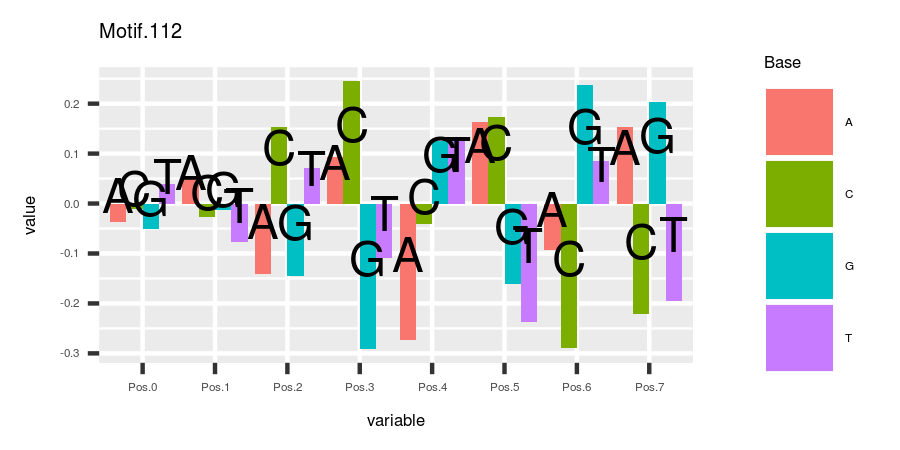 Motif.112
Base
A
C
G
T
value
0.2
0.1
0.0
-0.1
-0.2
-0.3
A C G T A C G T A C G T A C G T A C G T A C G T A C G T A C G T
Pos.0 Pos.1 Pos.2 Pos.3 Pos.4 Pos.5 Pos.6 Pos.7
variable